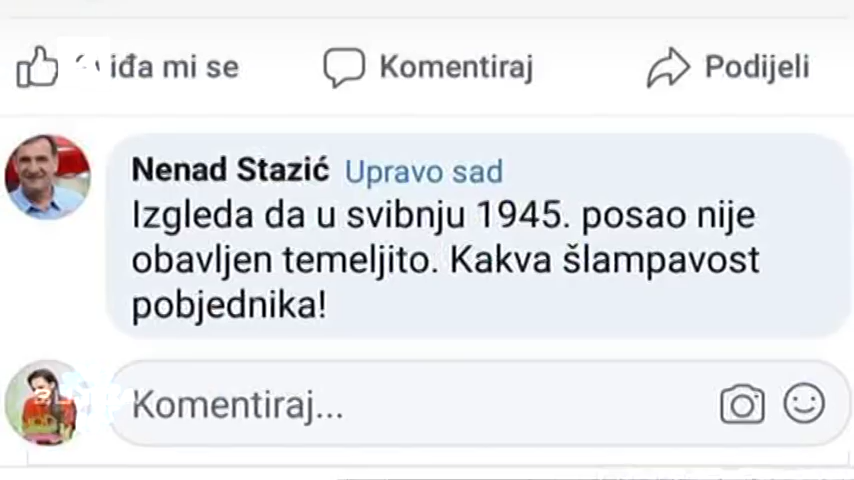 iđa mi se
Komentiraj
Podijeli
Nenad Stazić Upravo sad
Izgleda da u svibnju 1945. posao nije
obavljen temeljito. Kakva šlampavost
pobjednika!
Komentiraj...